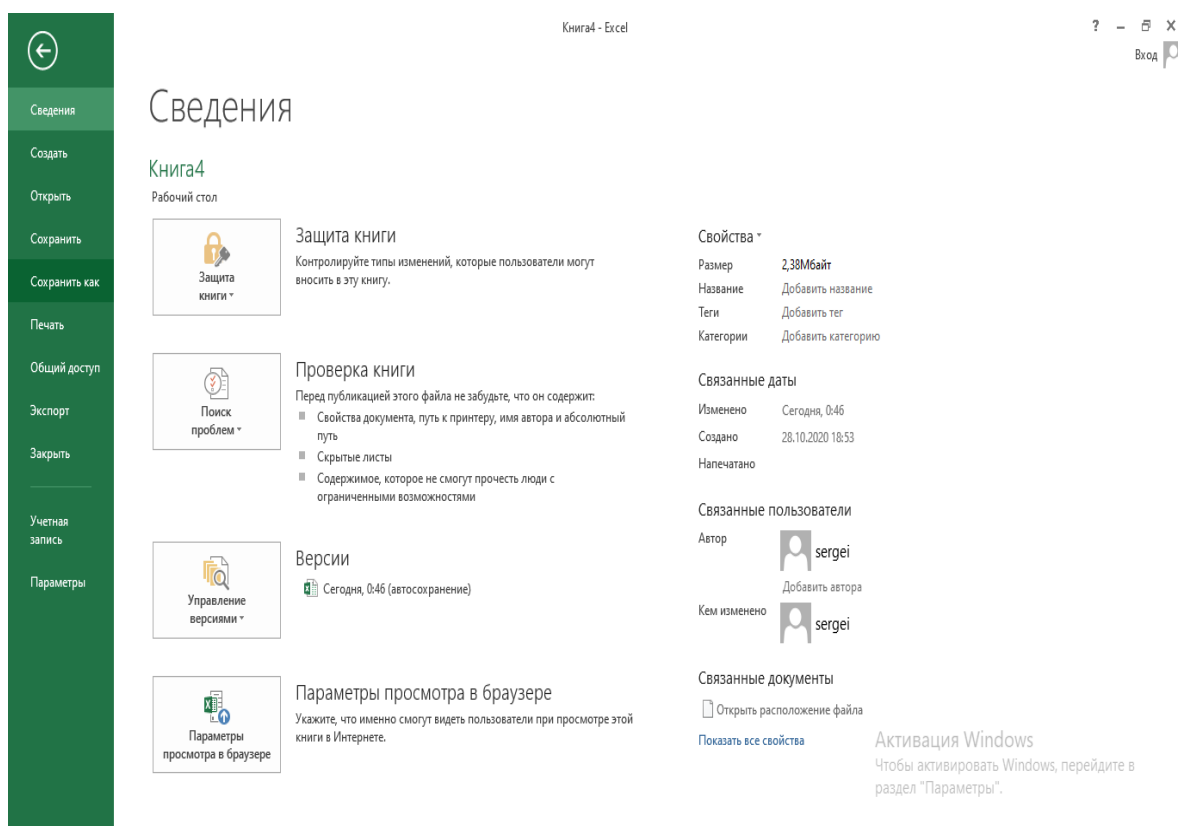 Книга4 - Excel
? – X
Вход
Сведения
Создать
Открыть
Сохранить
Сохранить как
Печать
Общий доступ
Экспорт
Закрыть
Учетная
запись
Параметры
Сведения
Книга4
Рабочий стол
Защита
книги
Защита книги
Контролируйте типы изменений, которые пользователи могут
вносить в эту книгу.
Поиск
проблем
Проверка книги
Перед публикацией этого файла не забудьте, что он содержит:
Свойства документа, путь к принтеру, имя автора и абсолютный
путь
Скрытые листы
Содержимое, которое не смогут прочесть люди с
ограниченными возможностями
Управление
версиями
Версии
Сегодня, 0:46 (автосохранение)
Параметры
просмотра в браузере
Параметры просмотра в браузере
Укажите, что именно смогут видеть пользователи при просмотре этой
книги в Интернете.
Свойства
Размер 2,38Мбайт
Название Добавить название
Теги Добавить тег
Категории Добавить категорию
Связанные даты
Изменено Сегодня, 0:46
Создано 28.10.2020 18:53
Напечатано
Связанные пользователи
Автор sergei
Добавить автора
Кем изменено sergei
Связанные документы
Открыть расположение файла
Показать все свойства
Активация Windows
Чтобы активировать Windows, перейдите в
раздел "Параметры".